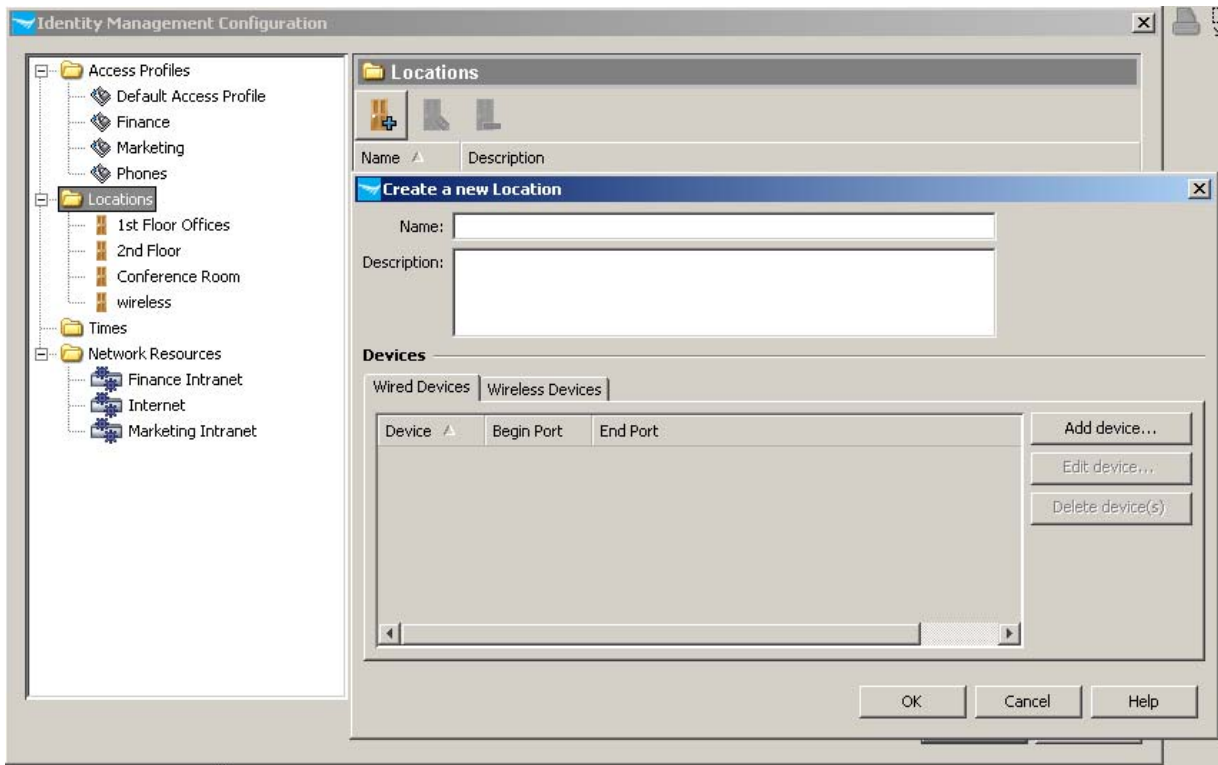 Identity Management Configuration
Access Profiles
Default Access Profile
Finance
Marketing
Phones
Locations
1st Floor Offices
2nd Floor
Conference Room
wireless
Times
Network Resources
Finance Intranet
Internet
Marketing Intranet
Locations
Name Description
Create a new Location
Name:
Description:
Devices
Wired Devices Wireless Devices
Device Begin Port End Port
Add device...
Edit device...
Delete device(s)
OK Cancel Help